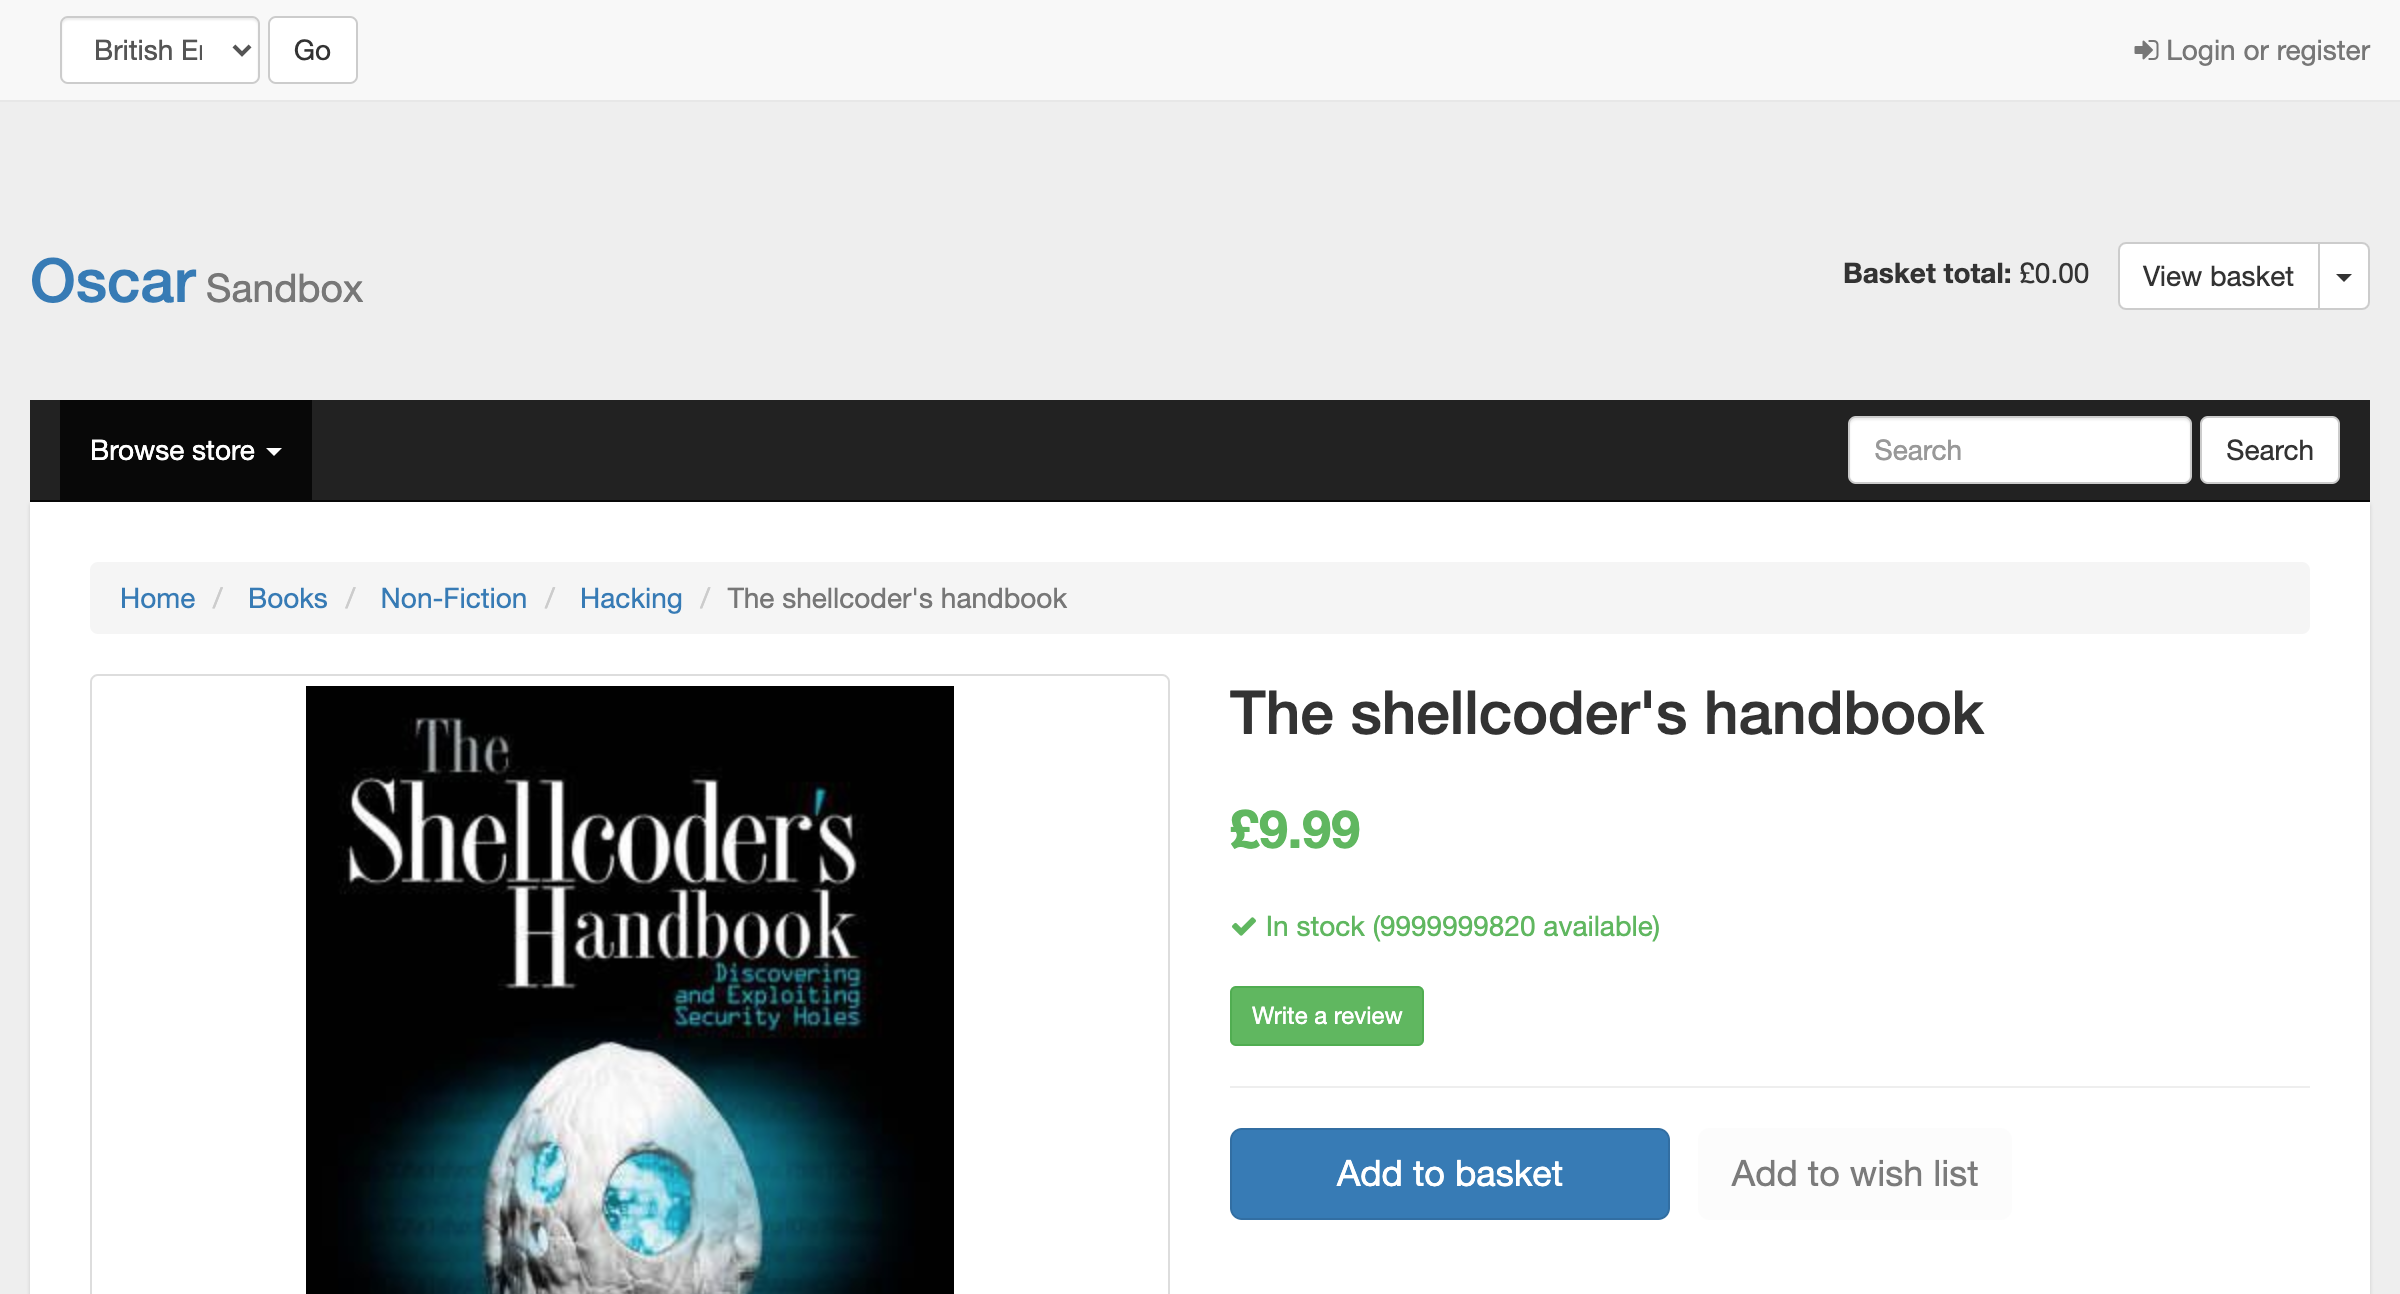 British Er
Go
Login or register
Oscar Sandbox
Basket total: £0.00
View basket
Browse store
Search
Search
Home / Books / Non-Fiction / Hacking / The shellcoder's handbook
The
Shellcoder's
Handbook
Discovering
and Exploiting
Security Holes
The shellcoder's handbook
£9.99
In stock (9999999820 available)
Write a review
Add to basket
Add to wish list